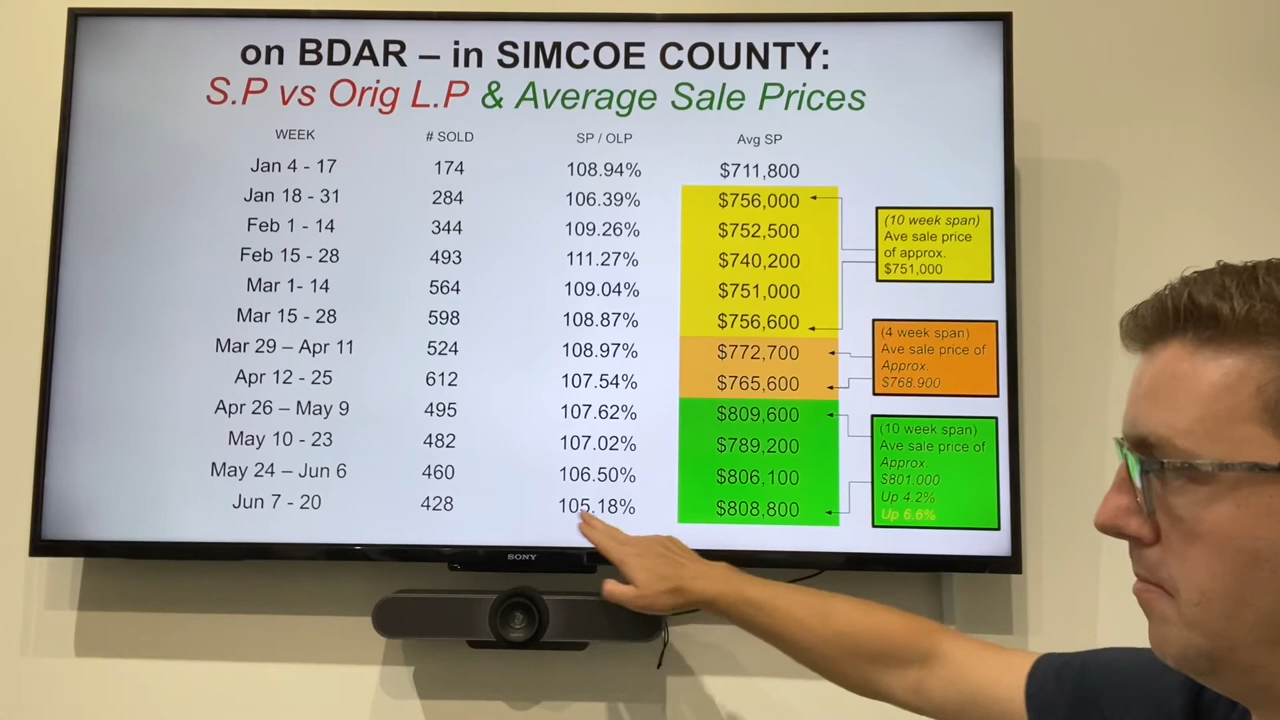 on BDAR – in SIMCOE COUNTY:
S.P vs Orig L.P & Average Sale Prices
WEEK # SOLD SP / OLP Avg SP
Jan 4 - 17 174 108.94% $711,800
Jan 18 - 31 284 106.39% $756,000
Feb 1 - 14 344 109.26% $752,500
Feb 15 - 28 493 111.27% $740,200
Mar 1- 14 564 109.04% $751,000
Mar 15 - 28 598 108.87% $756,600
Mar 29 – Apr 11 524 108.97% $772,700
Apr 12 - 25 612 107.54% $765,600
Apr 26 – May 9 495 107.62% $809,600
May 10 - 23 482 107.02% $789,200
May 24 – Jun 6 460 106.50% $806,100
Jun 7 - 20 428 105.18% $808,800
(10 week span)
Ave sale price
of approx.
$751,000
(4 week span)
Ave sale price of
Approx.
$768.900
(10 week span)
Ave sale price of
Approx.
$801.000
Up 4.2%
Up 6.6%
SONY